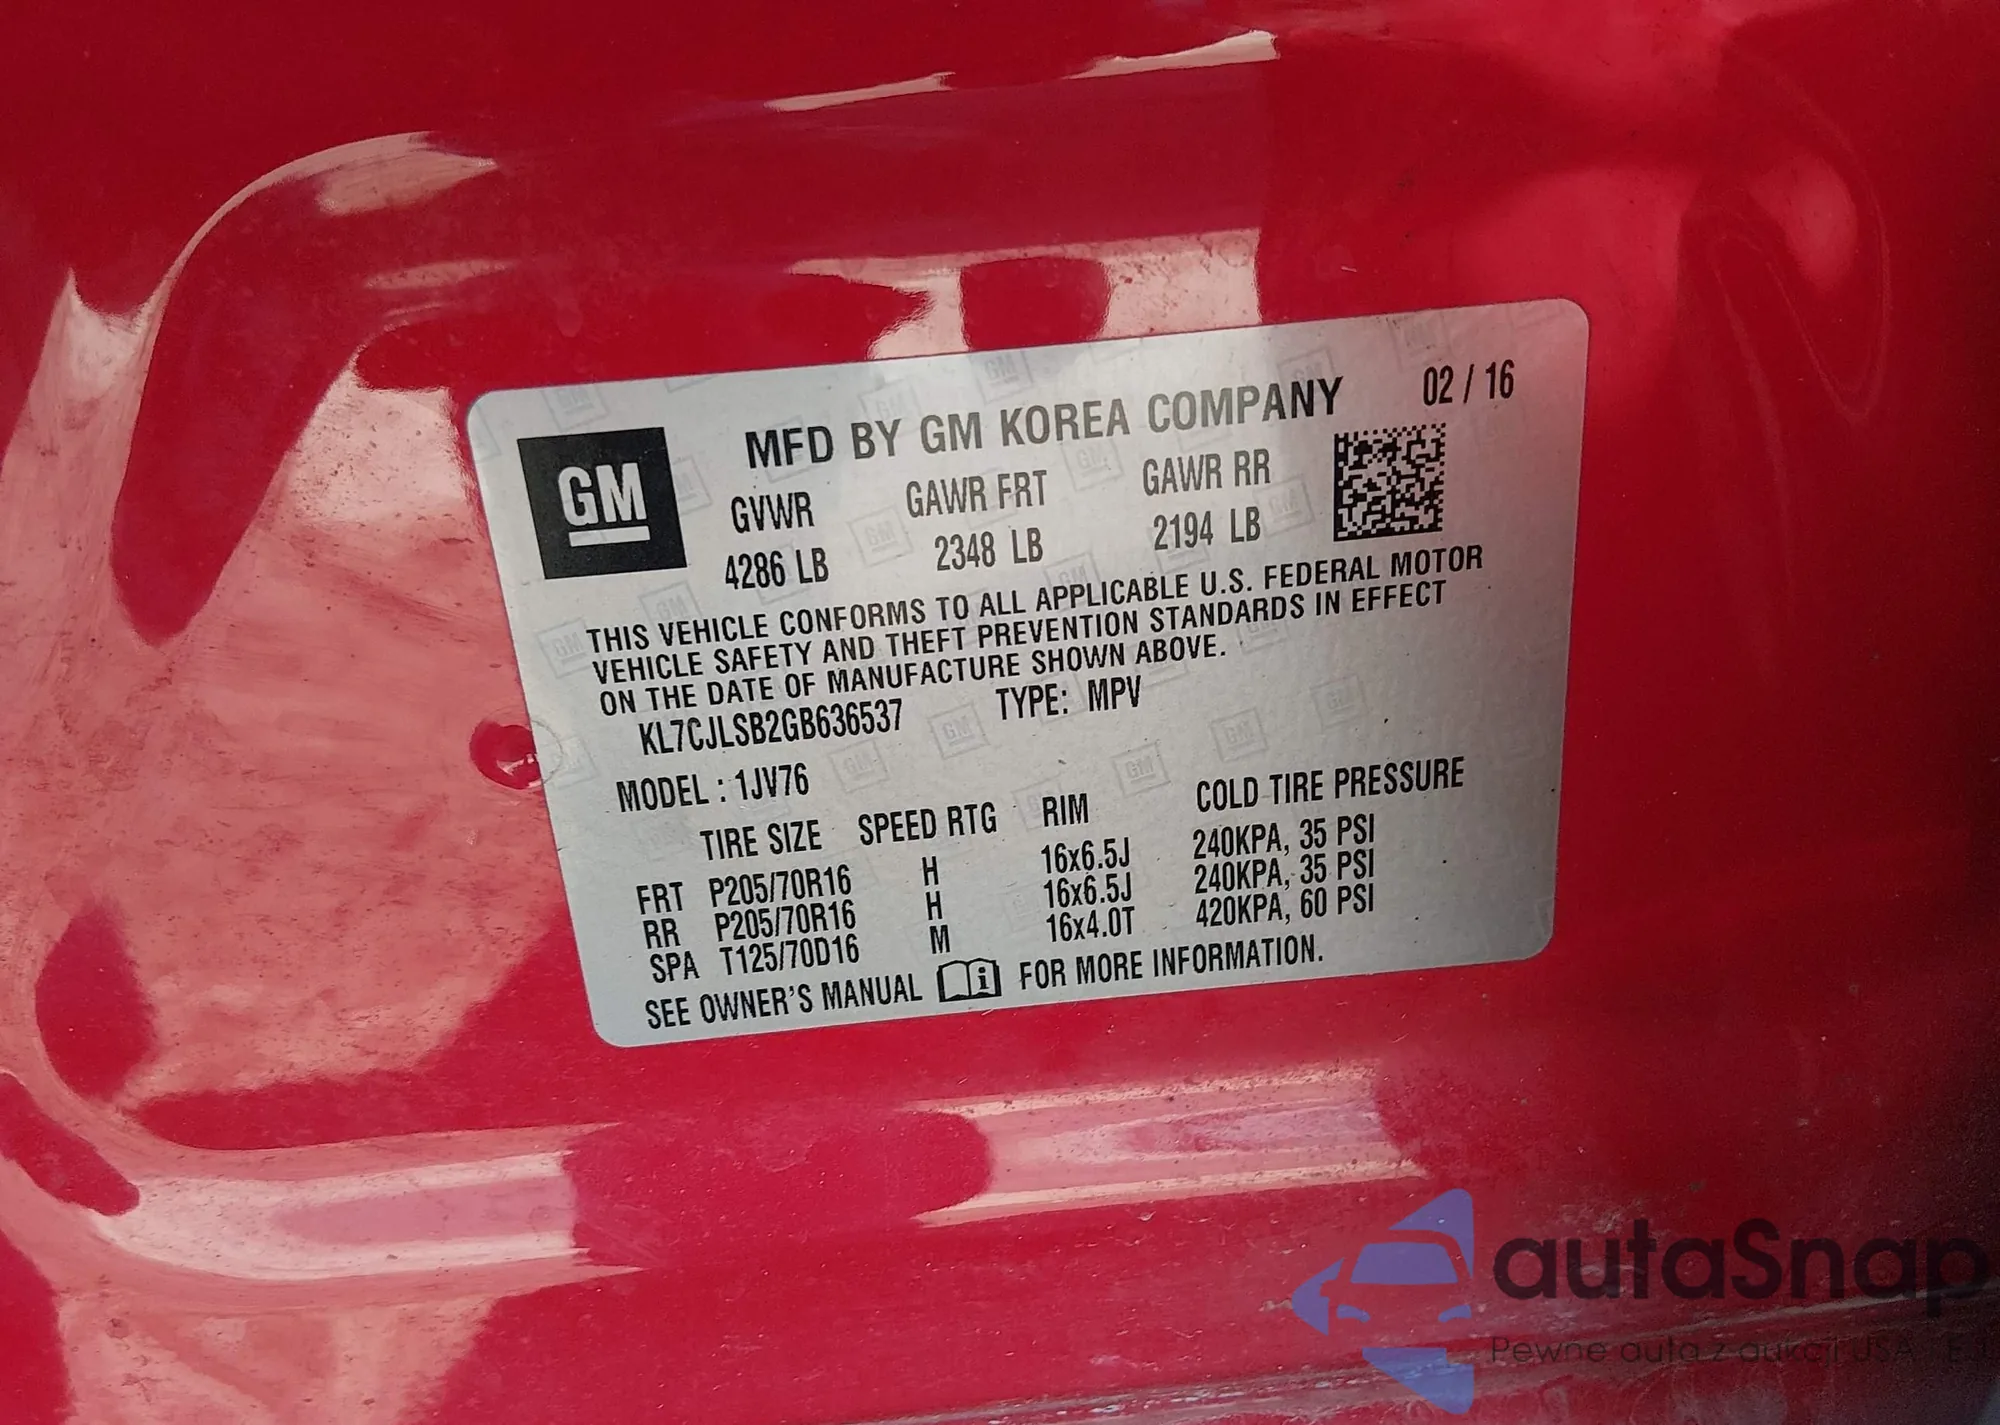 MFD BY GM KOREA COMPANY 02 / 16
GM
GVWR GAWR FRT GAWR RR
4286 LB 2348 LB 2194 LB
THIS VEHICLE CONFORMS TO ALL APPLICABLE U.S. FEDERAL MOTOR
VEHICLE SAFETY AND THEFT PREVENTION STANDARDS IN EFFECT
ON THE DATE OF MANUFACTURE SHOWN ABOVE.
KL7CJLSB2GB636537 TYPE: MPV
MODEL : 1JV76
TIRE SIZE SPEED RTG RIM COLD TIRE PRESSURE
FRT P205/70R16 H 16x6.5J 240KPA, 35 PSI
RR P205/70R16 H 16x6.5J 240KPA, 35 PSI
SPA T125/70D16 M 16x4.0T 420KPA, 60 PSI
SEE OWNER'S MANUAL i FOR MORE INFORMATION.
autaSnap
Pewne auta z aukcji USA